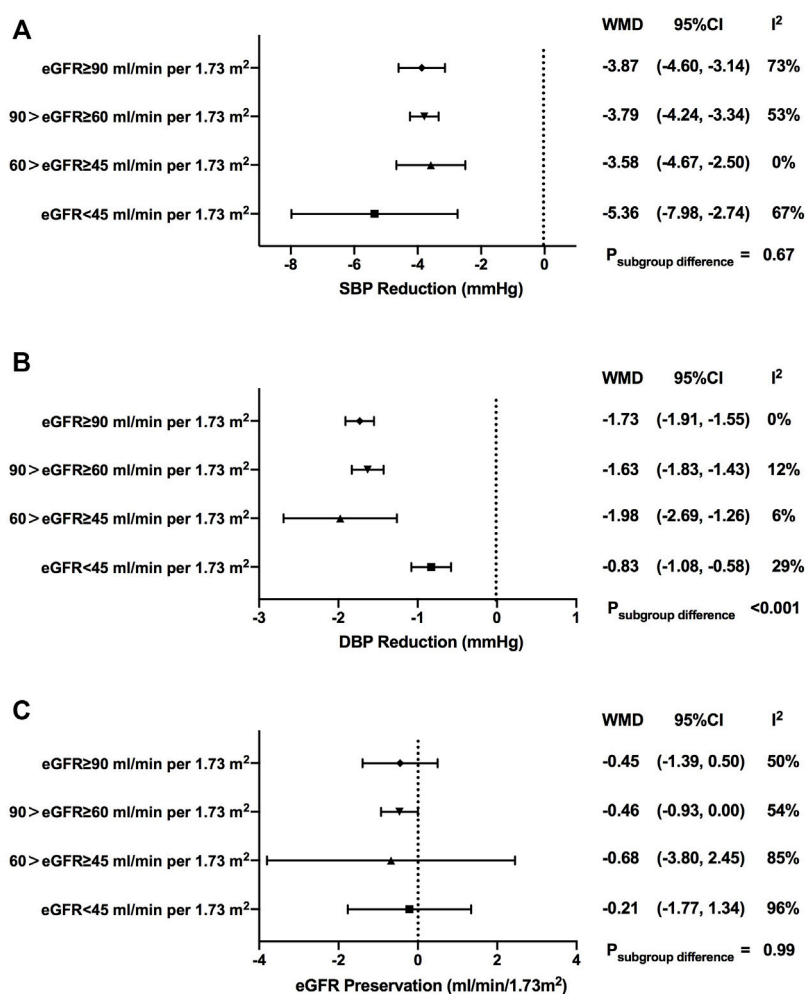 A
WMD 95%CI I²
eGFR≥90 ml/min per 1.73 m² -3.87 (-4.60, -3.14) 73%
90>eGFR≥60 ml/min per 1.73 m² -3.79 (-4.24, -3.34) 53%
60>eGFR≥45 ml/min per 1.73 m² -3.58 (-4.67, -2.50) 0%
eGFR<45 ml/min per 1.73 m² -5.36 (-7.98, -2.74) 67%
P subgroup difference = 0.67
-8 -6 -4 -2 0
SBP Reduction (mmHg)
B
WMD 95%CI I²
eGFR≥90 ml/min per 1.73 m² -1.73 (-1.91, -1.55) 0%
90>eGFR≥60 ml/min per 1.73 m² -1.63 (-1.83, -1.43) 12%
60>eGFR≥45 ml/min per 1.73 m² -1.98 (-2.69, -1.26) 6%
eGFR<45 ml/min per 1.73 m² -0.83 (-1.08, -0.58) 29%
P subgroup difference <0.001
-3 -2 -1 0 1
DBP Reduction (mmHg)
C
WMD 95%CI I²
eGFR≥90 ml/min per 1.73 m² -0.45 (-1.39, 0.50) 50%
90>eGFR≥60 ml/min per 1.73 m² -0.46 (-0.93, 0.00) 54%
60>eGFR≥45 ml/min per 1.73 m² -0.68 (-3.80, 2.45) 85%
eGFR<45 ml/min per 1.73 m² -0.21 (-1.77, 1.34) 96%
P subgroup difference = 0.99
-4 -2 0 2 4
eGFR Preservation (ml/min/1.73m²)